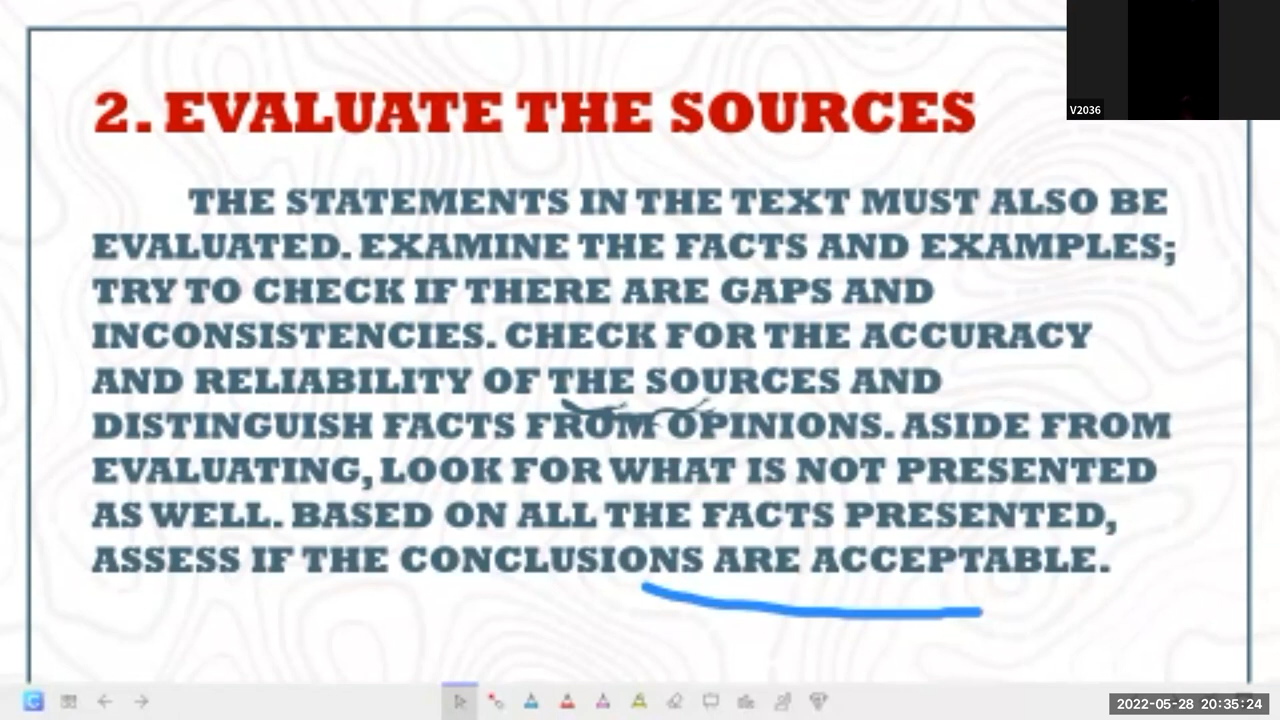 V2036
2. EVALUATE THE SOURCES
THE STATEMENTS IN THE TEXT MUST ALSO BE
EVALUATED. EXAMINE THE FACTS AND EXAMPLES;
TRY TO CHECK IF THERE ARE GAPS AND
INCONSISTENCIES. CHECK FOR THE ACCURACY
AND RELIABILITY OF THE SOURCES AND
DISTINGUISH FACTS FROM OPINIONS. ASIDE FROM
EVALUATING, LOOK FOR WHAT IS NOT PRESENTED
AS WELL. BASED ON ALL THE FACTS PRESENTED,
ASSESS IF THE CONCLUSIONS ARE ACCEPTABLE.
2022-05-28 20:35:24